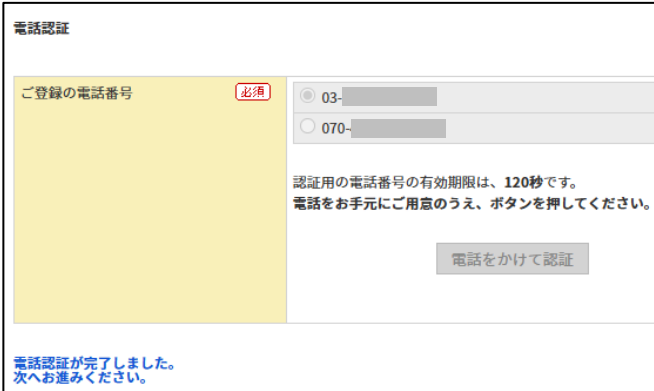 電話認証
ご登録の電話番号 必須
03-
070-
認証用の電話番号の有効期限は、120秒です。
電話をお手元にご用意のうえ、ボタンを押してください。
電話をかけて認証
電話認証が完了しました。
次へお進みください。